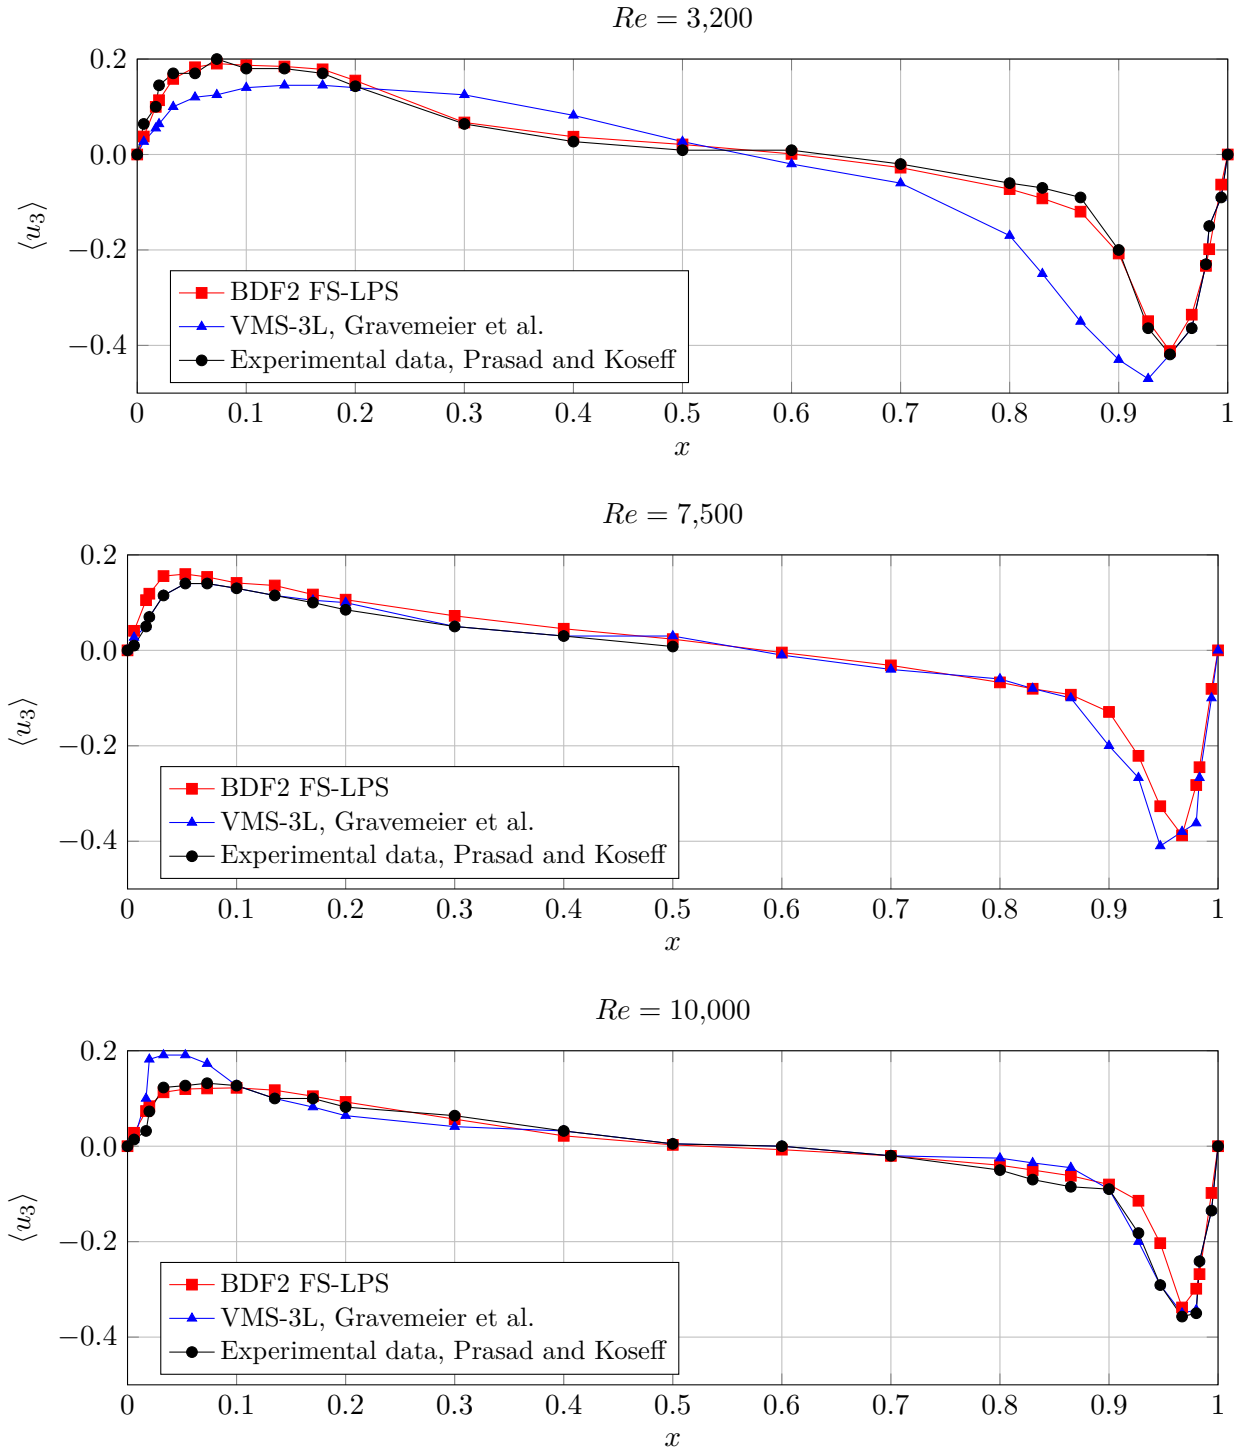 Re = 3,200
0.2
0.0
−0.2
−0.4
⟨u₃⟩
BDF2 FS-LPS
VMS-3L, Gravemeier et al.
Experimental data, Prasad and Koseff
0 0.1 0.2 0.3 0.4 0.5 0.6 0.7 0.8 0.9 1
x
Re = 7,500
0.2
0.0
−0.2
−0.4
⟨u₃⟩
BDF2 FS-LPS
VMS-3L, Gravemeier et al.
Experimental data, Prasad and Koseff
0 0.1 0.2 0.3 0.4 0.5 0.6 0.7 0.8 0.9 1
x
Re = 10,000
0.2
0.0
−0.2
−0.4
⟨u₃⟩
BDF2 FS-LPS
VMS-3L, Gravemeier et al.
Experimental data, Prasad and Koseff
0 0.1 0.2 0.3 0.4 0.5 0.6 0.7 0.8 0.9 1
x